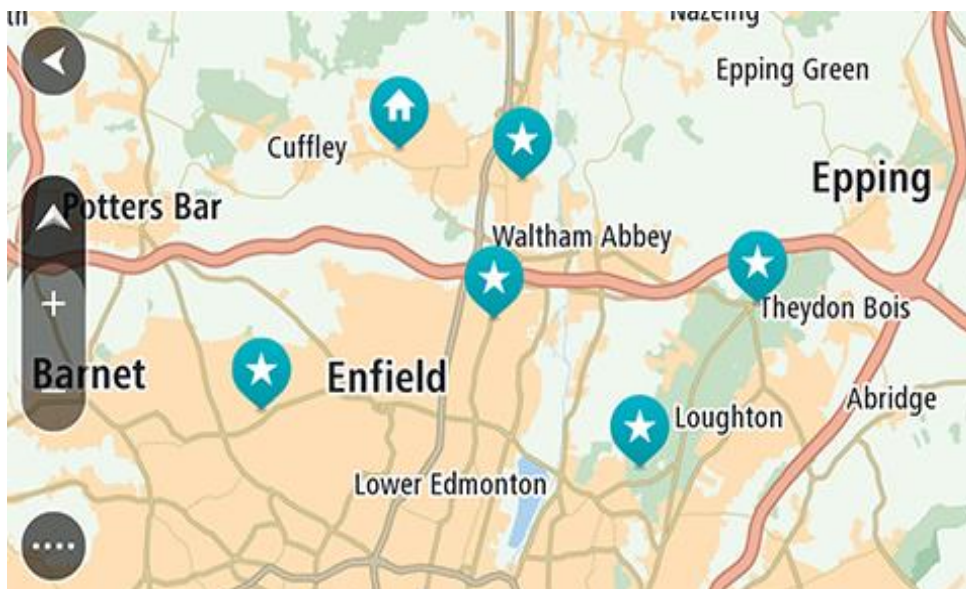 Nazeing
Epping Green
Cuffley
Epping
Potters Bar
Waltham Abbey
Theydon Bois
Barnet
Enfield
Abridge
Loughton
Lower Edmonton